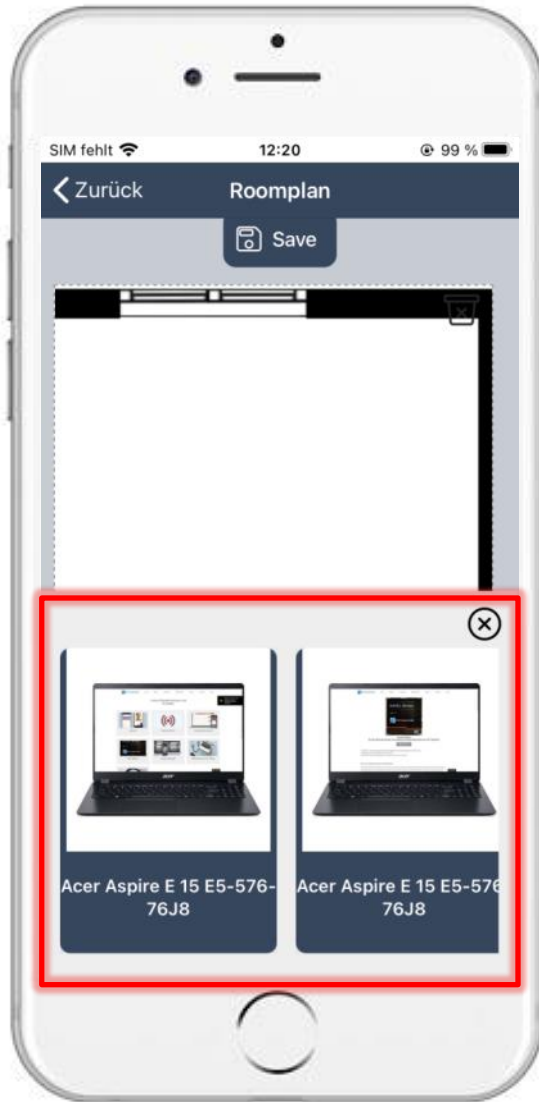 SIM fehlt 12:20 99 %
Zurück Roomplan
Save
Acer Aspire E 15 E5-576-
76J8
Acer Aspire E 15 E5-576
76J8